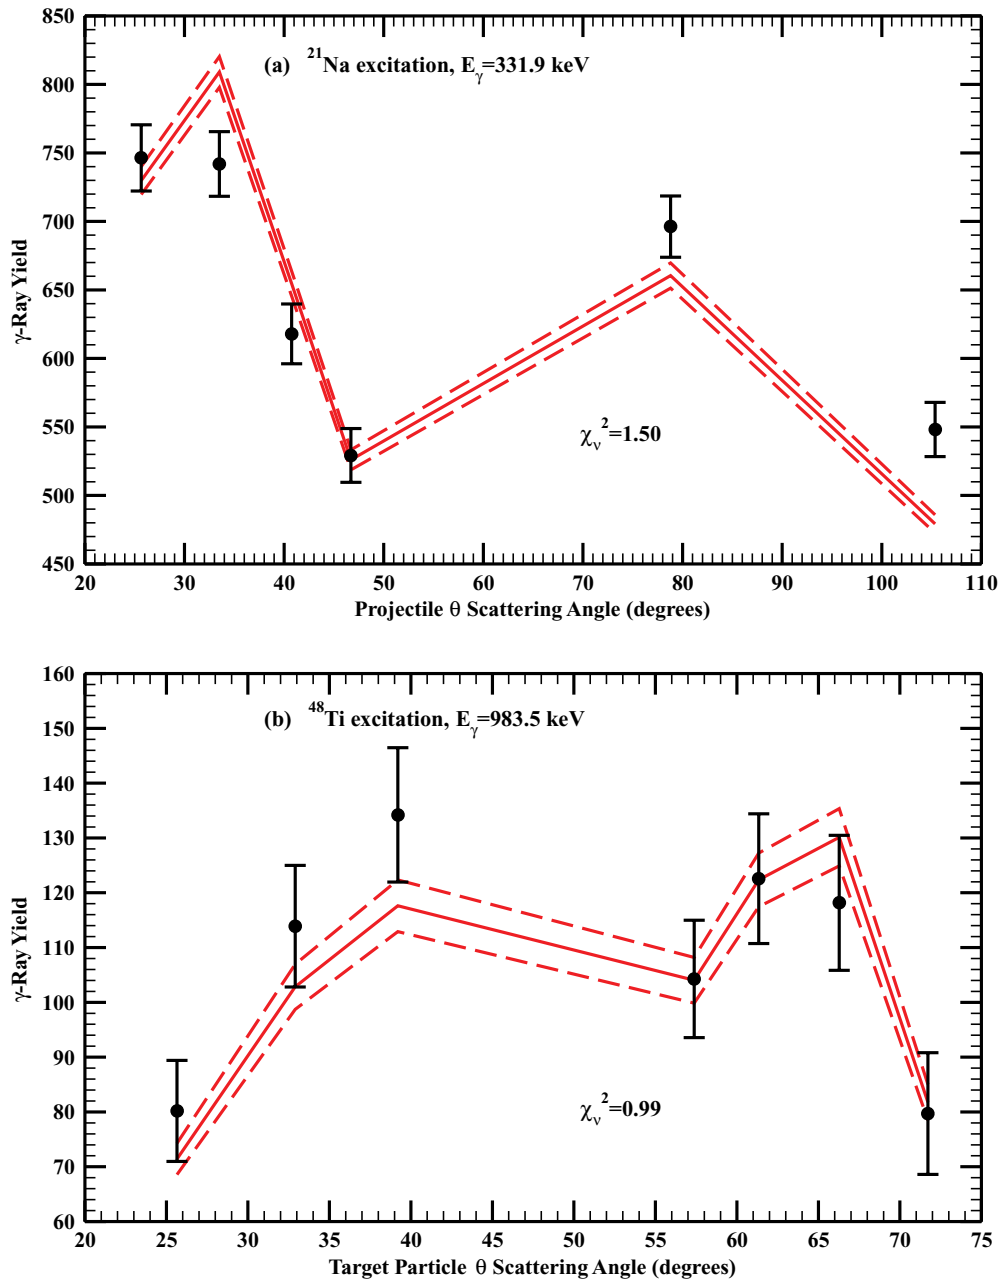 850
800
750
700
650
600
550
500
450
γ-Ray Yield
(a) ²¹Na excitation, Eᵧ=331.9 keV
χᵥ²=1.50
20 30 40 50 60 70 80 90 100 110
Projectile θ Scattering Angle (degrees)
160
150
140
130
120
110
100
90
80
70
60
γ-Ray Yield
(b) ⁴⁸Ti excitation, Eᵧ=983.5 keV
χᵥ²=0.99
20 25 30 35 40 45 50 55 60 65 70 75
Target Particle θ Scattering Angle (degrees)